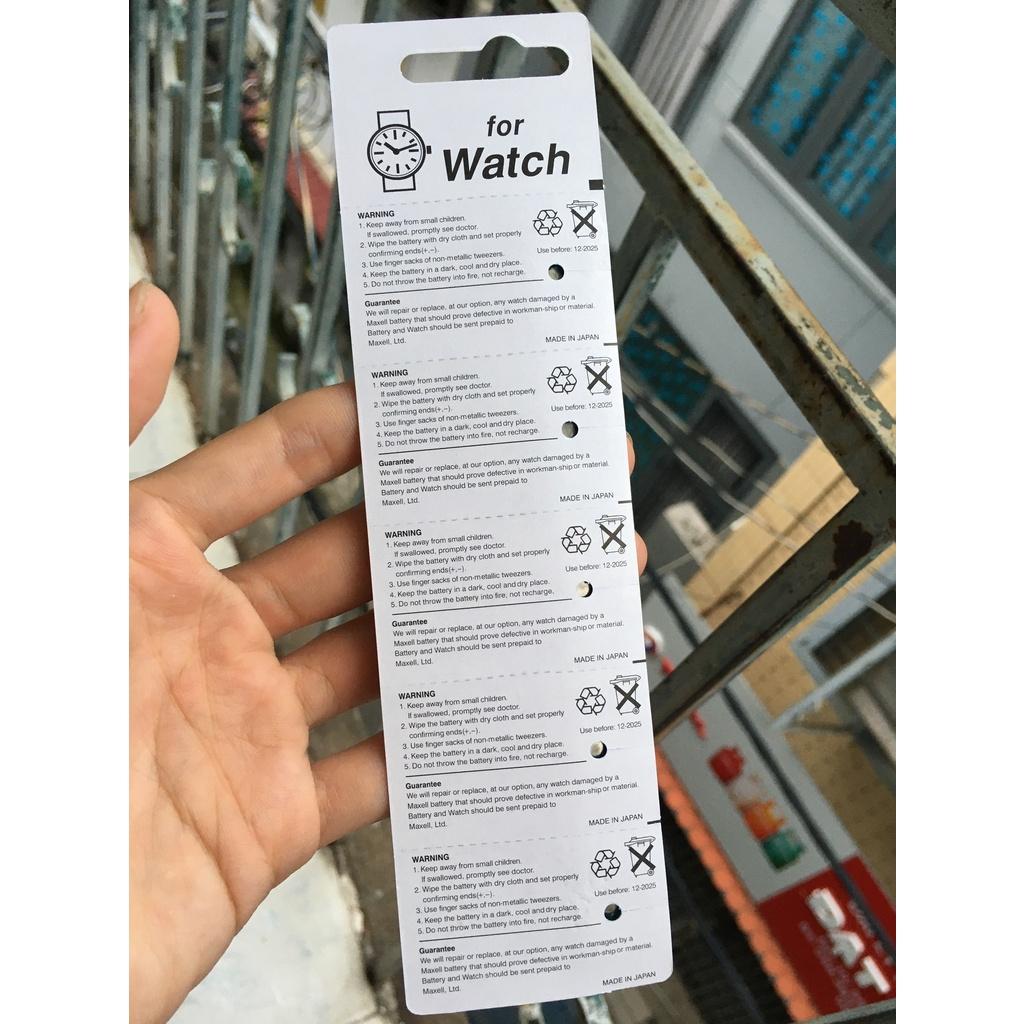 for
Watch
WARNING
1. Keep away from small children.
If swallowed, promptly see doctor.
2. Wipe the battery with dry cloth and set properly
confirming ends(+,−).
3. Use finger sacks of non-metallic tweezers.
4. Keep the battery in a dark, cool and dry place.
5. Do not throw the battery into fire, not recharge.
Use before: 12-2025
Guarantee
We will repair or replace, at our option, any watch damaged by a
Maxell battery that should prove defective in workman-ship or material.
Battery and Watch should be sent prepaid to
Maxell, Ltd.
MADE IN JAPAN
WARNING
1. Keep away from small children.
If swallowed, promptly see doctor.
2. Wipe the battery with dry cloth and set properly
confirming ends(+,−).
3. Use finger sacks of non-metallic tweezers.
4. Keep the battery in a dark, cool and dry place.
5. Do not throw the battery into fire, not recharge.
Use before: 12-2025
Guarantee
We will repair or replace, at our option, any watch damaged by a
Maxell battery that should prove defective in workman-ship or material.
Battery and Watch should be sent prepaid to
Maxell, Ltd.
MADE IN JAPAN
WARNING
1. Keep away from small children.
If swallowed, promptly see doctor.
2. Wipe the battery with dry cloth and set properly
confirming ends(+,−).
3. Use finger sacks of non-metallic tweezers.
4. Keep the battery in a dark, cool and dry place.
5. Do not throw the battery into fire, not recharge.
Use before: 12-2025
Guarantee
We will repair or replace, at our option, any watch damaged by a
Maxell battery that should prove defective in workman-ship or material.
Battery and Watch should be sent prepaid to
Maxell, Ltd.
MADE IN JAPAN
WARNING
1. Keep away from small children.
If swallowed, promptly see doctor.
2. Wipe the battery with dry cloth and set properly
confirming ends(+,−).
3. Use finger sacks of non-metallic tweezers.
4. Keep the battery in a dark, cool and dry place.
5. Do not throw the battery into fire, not recharge.
Use before: 12-2025
Guarantee
We will repair or replace, at our option, any watch damaged by a
Maxell battery that should prove defective in workman-ship or material.
Battery and Watch should be sent prepaid to
Maxell, Ltd.
MADE IN JAPAN
WARNING
1. Keep away from small children.
If swallowed, promptly see doctor.
2. Wipe the battery with dry cloth and set properly
confirming ends(+,−).
3. Use finger sacks of non-metallic tweezers.
4. Keep the battery in a dark, cool and dry place.
5. Do not throw the battery into fire, not recharge.
Use before: 12-2025
Guarantee
We will repair or replace, at our option, any watch damaged by a
Maxell battery that should prove defective in workman-ship or material.
Battery and Watch should be sent prepaid to
Maxell, Ltd.
MADE IN JAPAN